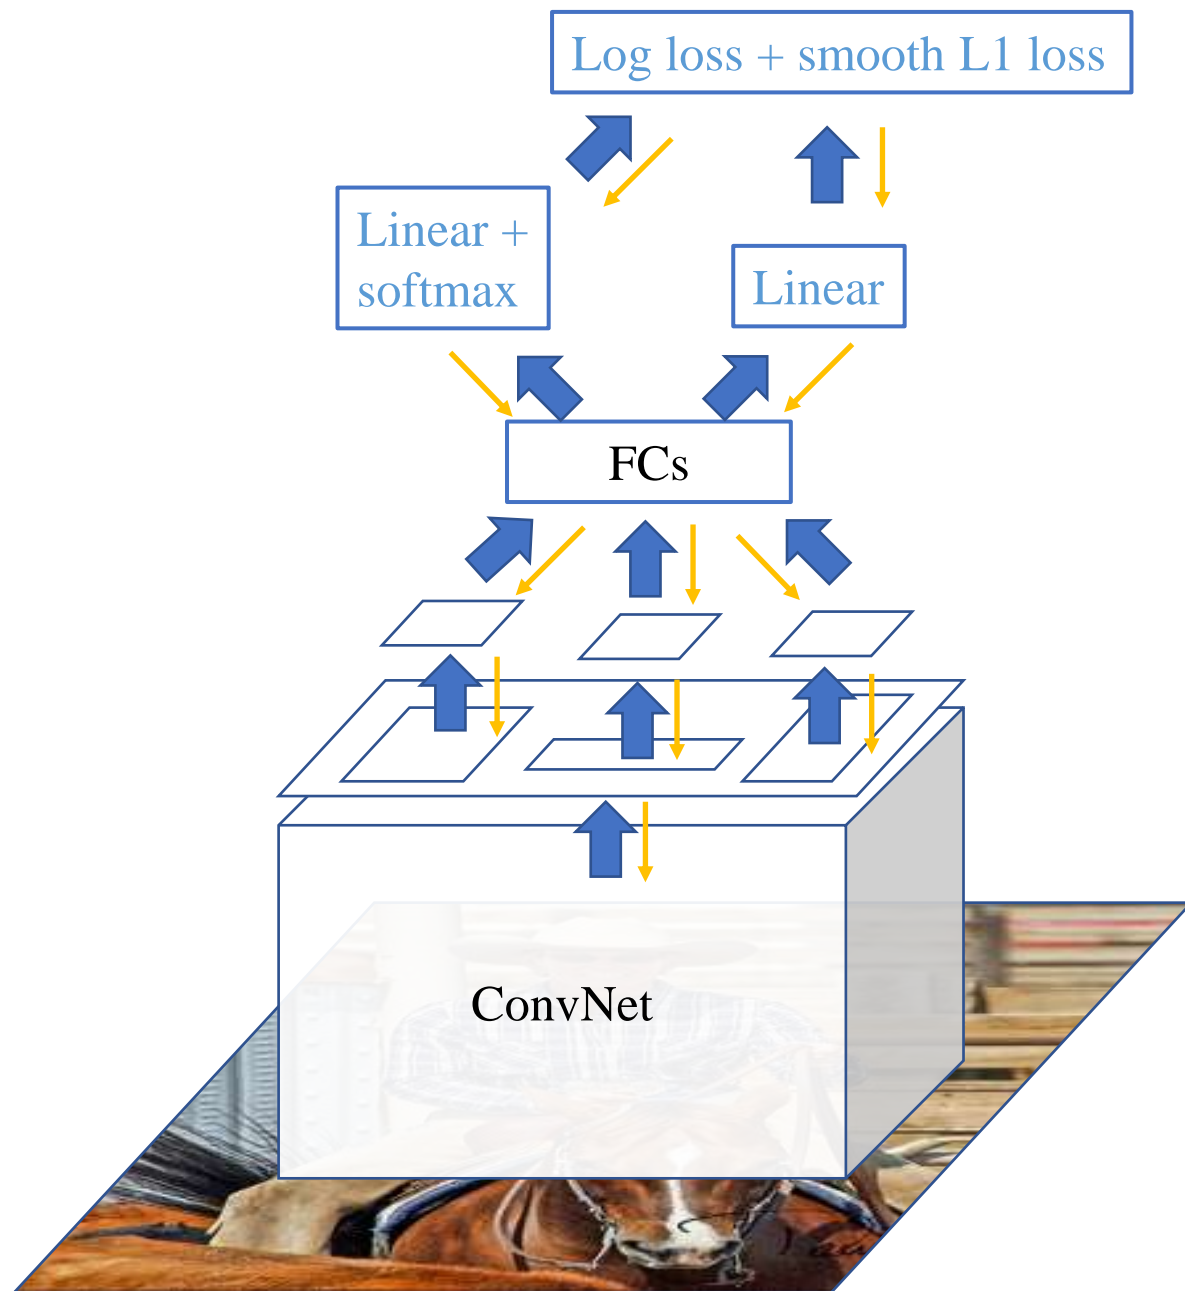 Log loss + smooth L1 loss
Linear +
softmax
Linear
FCs
ConvNet